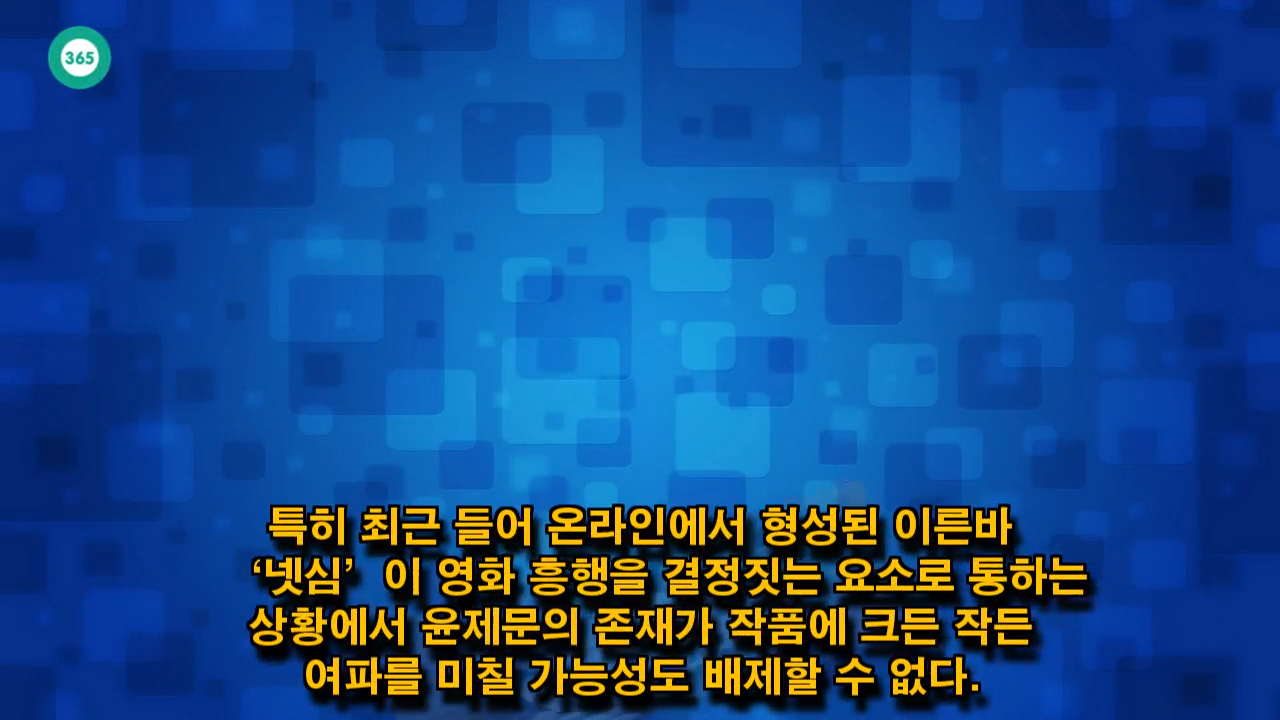 365
특히 최근 들어 온라인에서 형성된 이른바
‘넷심’ 이 영화 흥행을 결정짓는 요소로 통하는
상황에서 윤제문의 존재가 작품에 크든 작든
여파를 미칠 가능성도 배제할 수 없다.